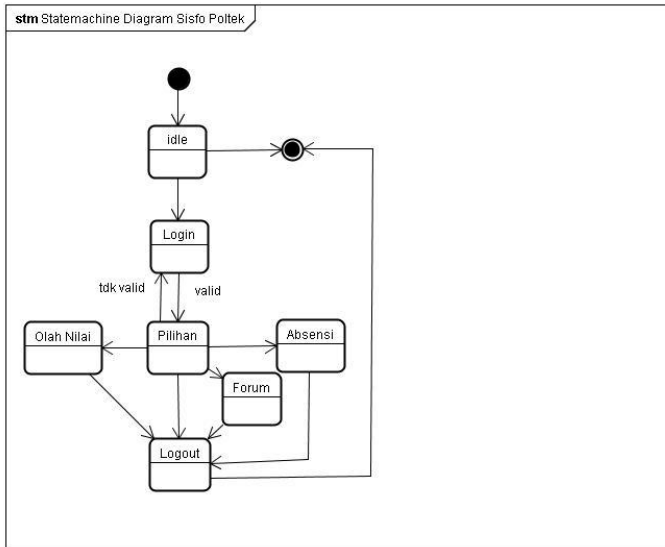 stm Statemachine Diagram Sisfo Poltek
idle
Login
tdk valid
valid
Olah Nilai
Pilihan
Absensi
Forum
Logout